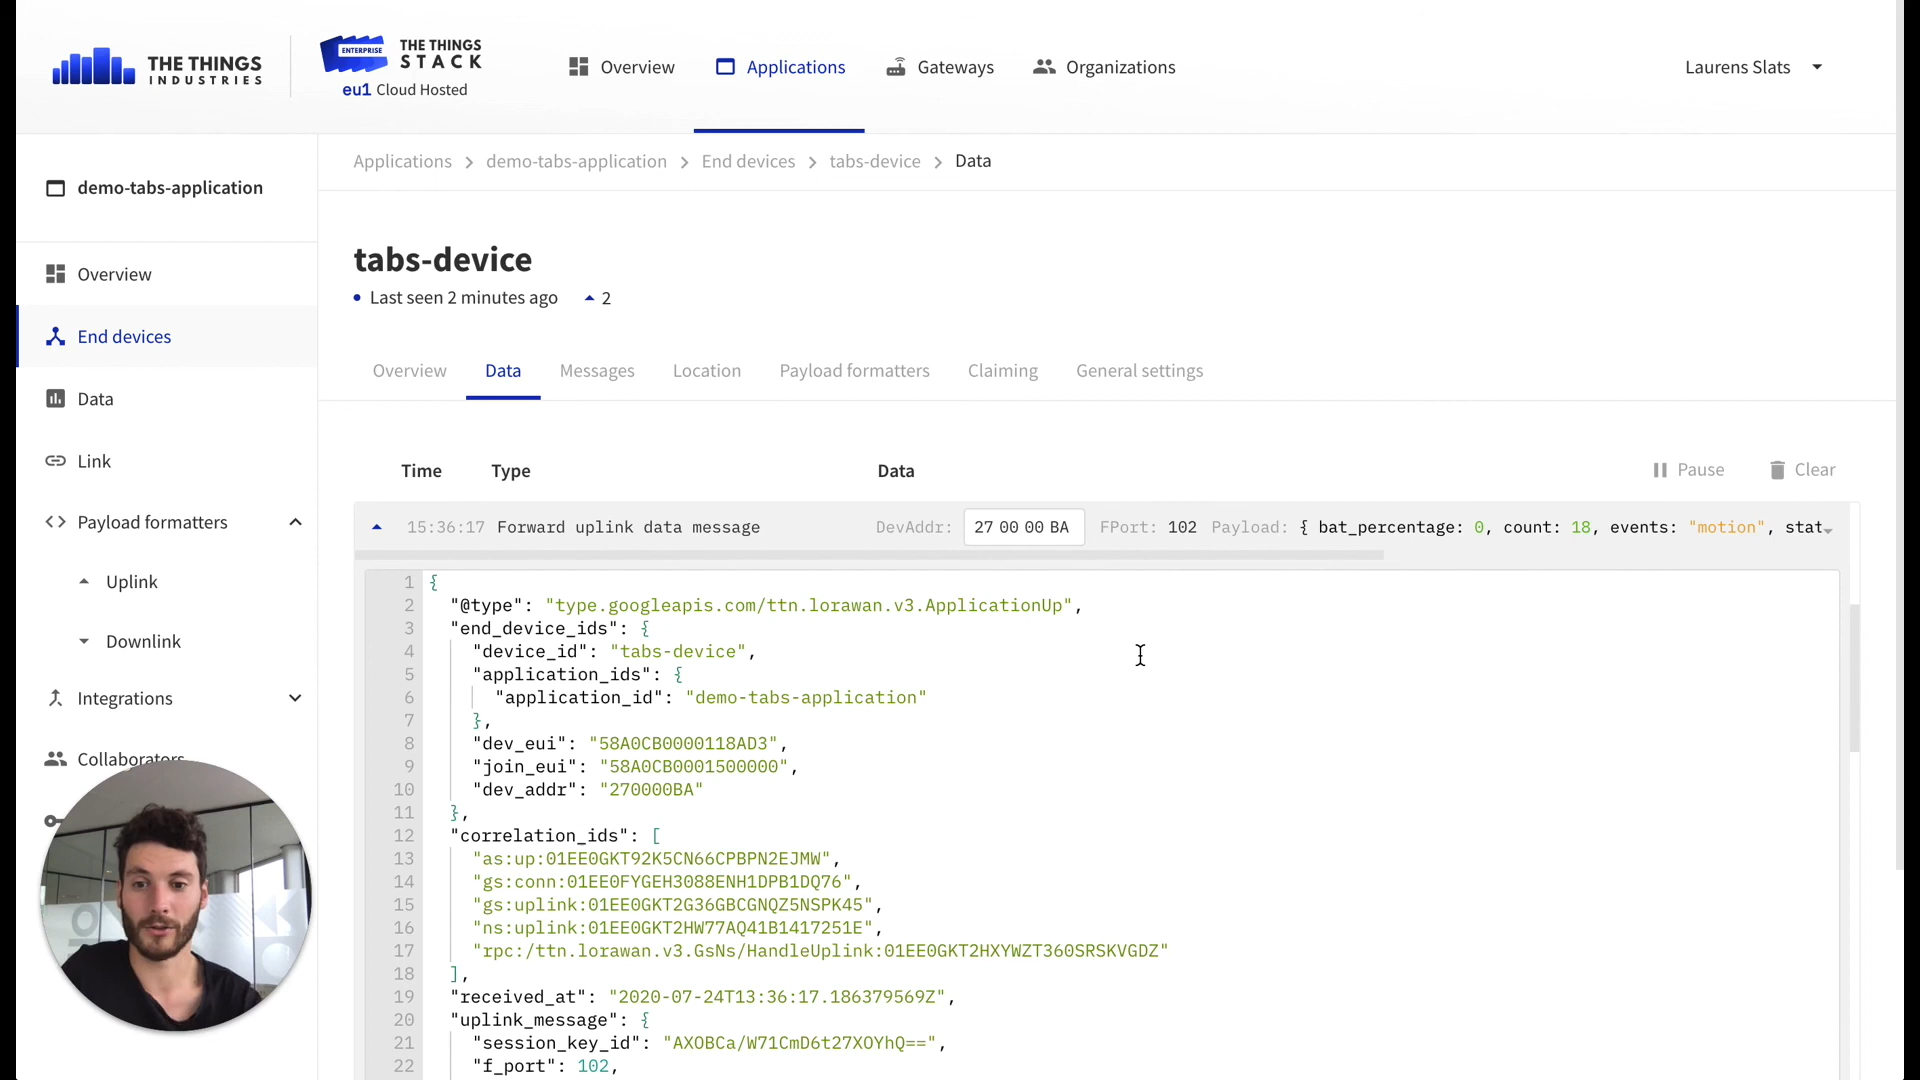 THE THINGS
INDUSTRIES
ENTERPRISE
THE THINGS
STACK
eu1 Cloud Hosted
Overview
Applications
Gateways
Organizations
Laurens Slats
demo-tabs-application
Overview
End devices
Data
Link
Payload formatters
Uplink
Downlink
Integrations
Collaborators
Applications > demo-tabs-application > End devices > tabs-device > Data
tabs-device
Last seen 2 minutes ago 2
Overview Data Messages Location Payload formatters Claiming General settings
Time Type Data Pause Clear
15:36:17 Forward uplink data message DevAddr: 27 00 00 BA FPort: 102 Payload: { bat_percentage: 0, count: 18, events: "motion", stat
1 {
2 "@type": "type.googleapis.com/ttn.lorawan.v3.ApplicationUp",
3 "end_device_ids": {
4 "device_id": "tabs-device",
5 "application_ids": {
6 "application_id": "demo-tabs-application"
7 },
8 "dev_eui": "58A0CB0000118AD3",
9 "join_eui": "58A0CB0001500000",
10 "dev_addr": "270000BA"
11 },
12 "correlation_ids": [
13 "as:up:01EE0GKT92K5CN66CPBPN2EJMW",
14 "gs:conn:01EE0FYGEH3088ENH1DPB1DQ76",
15 "gs:uplink:01EE0GKT2G36GBCGNQZ5NSPK45",
16 "ns:uplink:01EE0GKT2HW77AQ41B1417251E",
17 "rpc:/ttn.lorawan.v3.GsNs/HandleUplink:01EE0GKT2HXYWZT360SRSKVGDZ"
18 ],
19 "received_at": "2020-07-24T13:36:17.186379569Z",
20 "uplink_message": {
21 "session_key_id": "AXOBCa/W71CmD6t27XOYhQ==",
22 "f_port": 102,